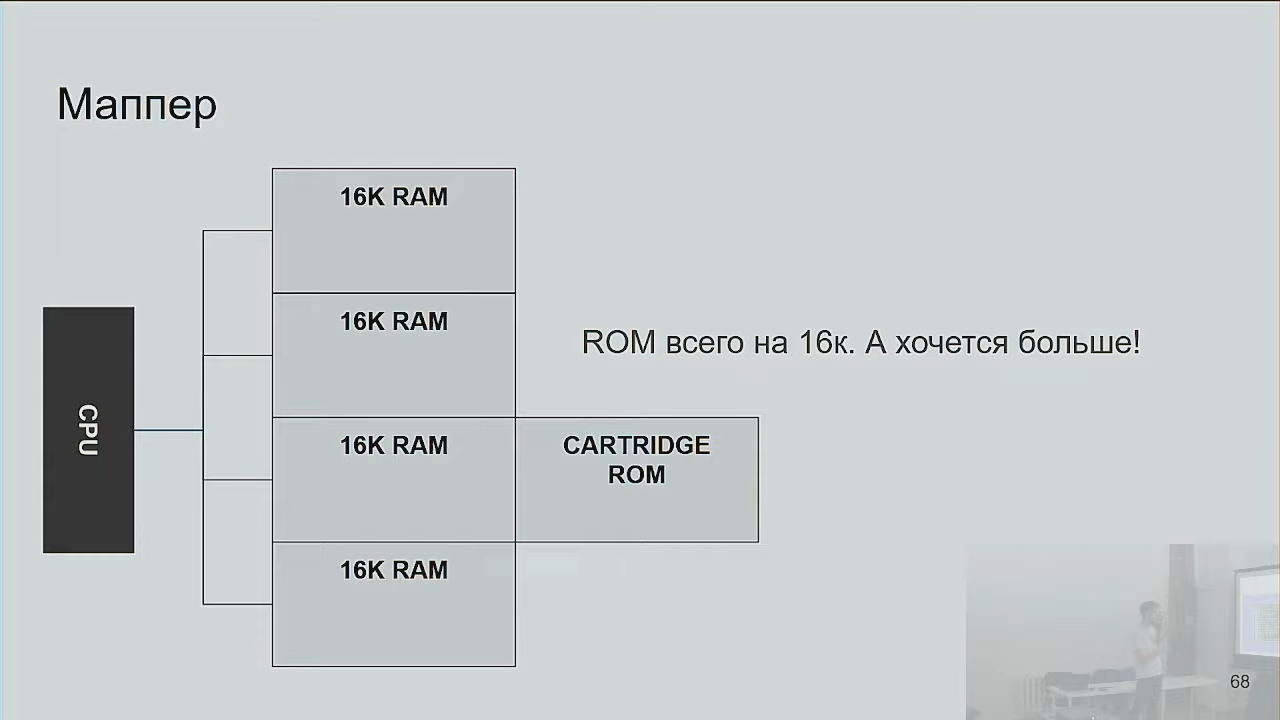 Маппер
16K RAM
16K RAM
ROM всего на 16к. А хочется больше!
CPU
16K RAM
CARTRIDGE
ROM
16K RAM
68